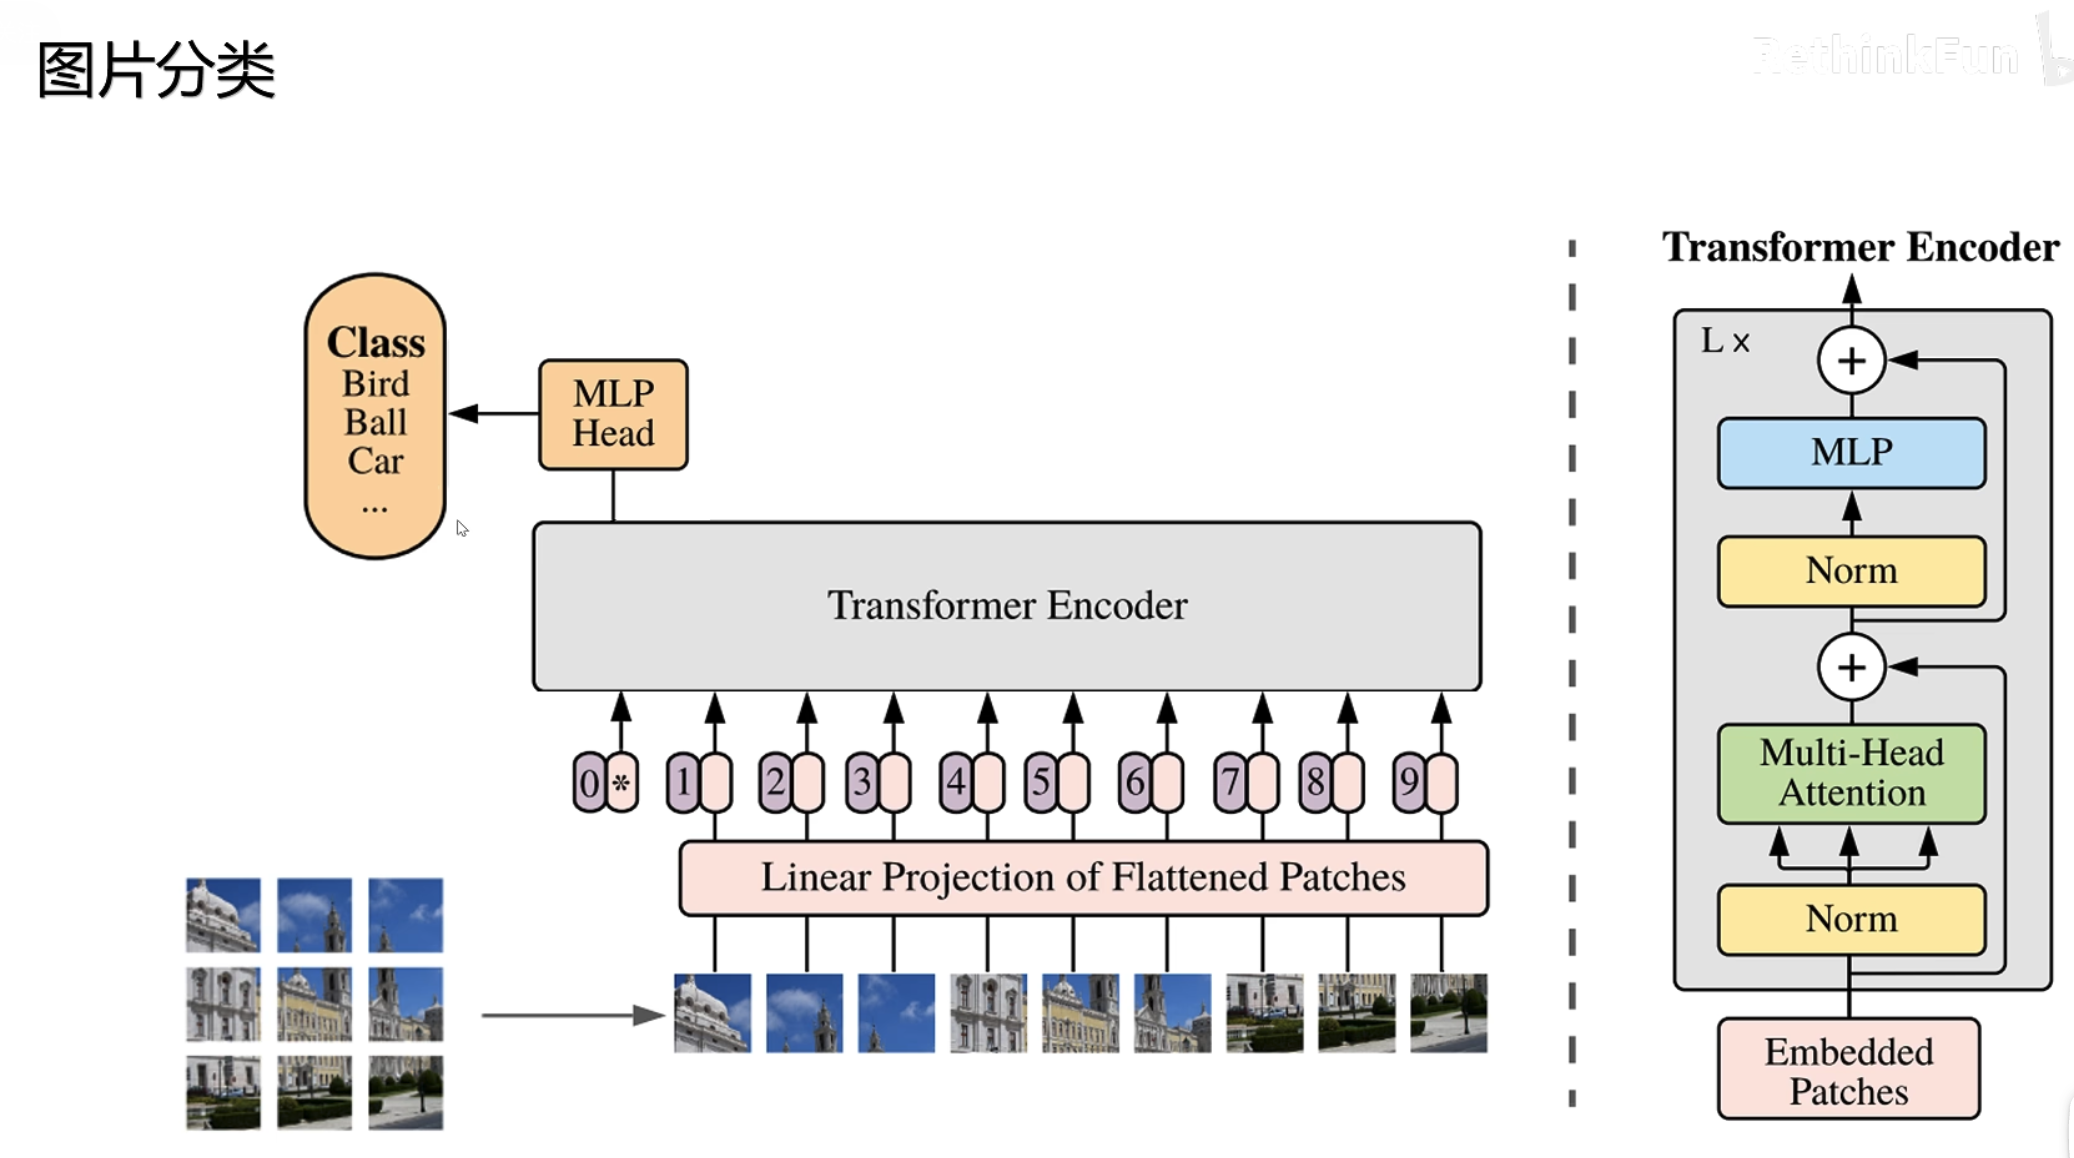 图片分类
RethinkFun
Class
Bird
Ball
Car
...
MLP
Head
Transformer Encoder
0 * 1 2 3 4 5 6 7 8 9
Linear Projection of Flattened Patches
Transformer Encoder
L x
+
MLP
Norm
+
Multi-Head
Attention
Norm
Embedded
Patches